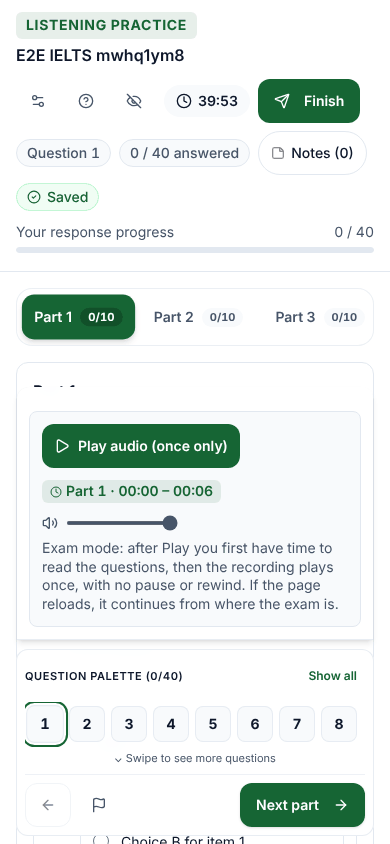 LISTENING PRACTICE
E2E IELTS mwhq1ym8
39:53
Finish
Question 1
0 / 40 answered
Notes (0)
Saved
Your response progress
0 / 40
Part 1 0/10
Part 2 0/10
Part 3 0/10
Play audio (once only)
Part 1 · 00:00 – 00:06
Exam mode: after Play you first have time to
read the questions, then the recording plays
once, with no pause or rewind. If the page
reloads, it continues from where the exam is.
QUESTION PALETTE (0/40)
Show all
1 2 3 4 5 6 7 8
Swipe to see more questions
Next part
Choice B for item 1